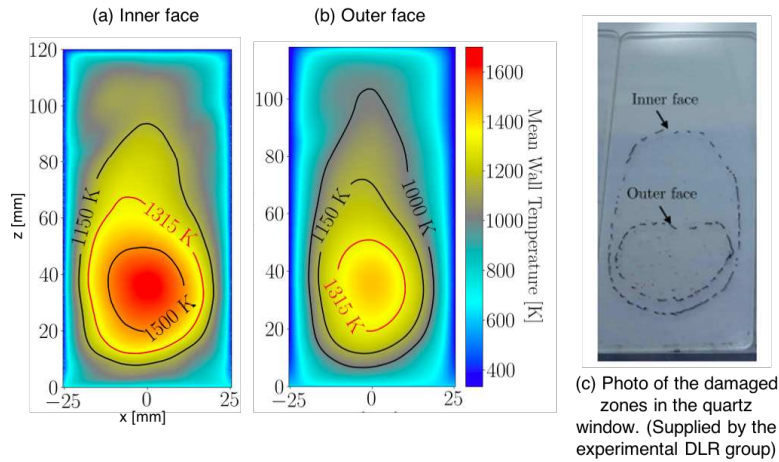 (a) Inner face
(b) Outer face
120
100
80
60
40
20
0
z [mm]
1150 K
1315 K
1500 K
−25
0
25
x [mm]
100
80
60
40
20
0
1150 K
1000 K
1315 K
−25
0
25
1600
1400
1200
1000
800
600
400
Mean Wall Temperature [K]
Inner face
Outer face
(c) Photo of the damaged
zones in the quartz
window. (Supplied by the
experimental DLR group)